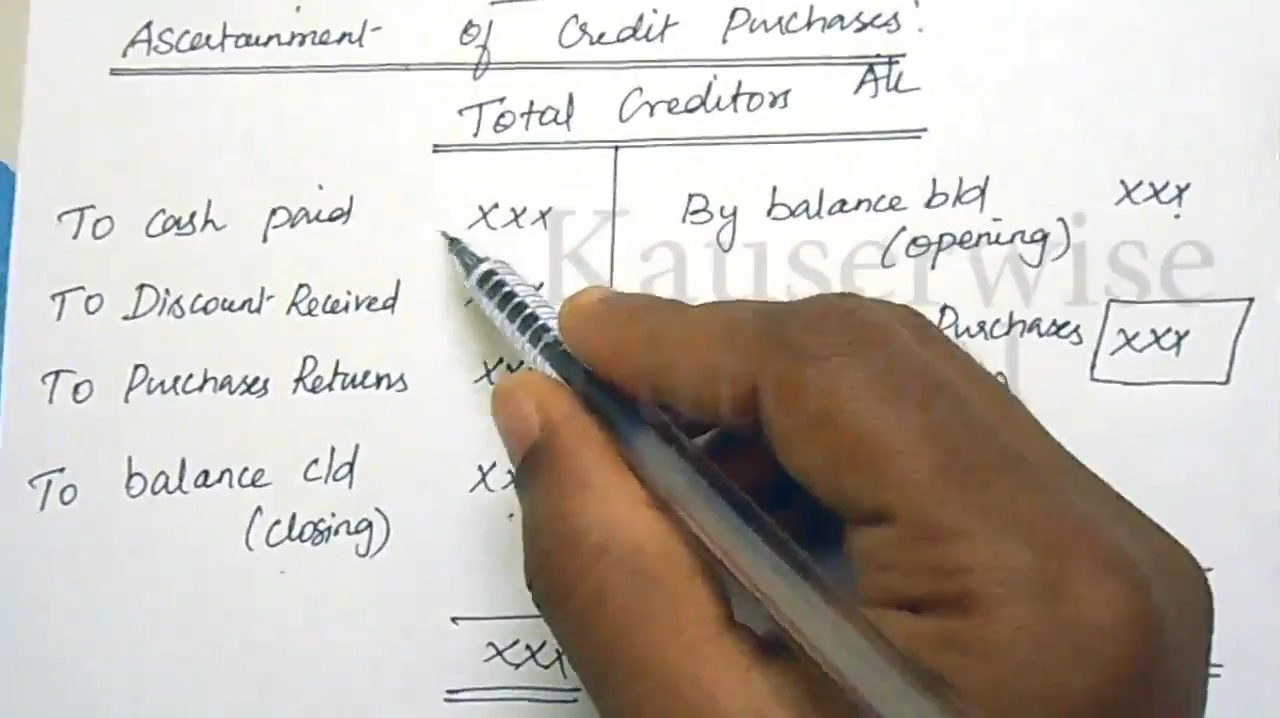 Ascertainment of Credit Purchases:
Total Creditors A/c
To cash paid xxx By balance b/d xxx
(opening)
To Discount Received Purchases xxx
To Purchases Returns
To balance c/d
(closing)
xxx
Kauserwise